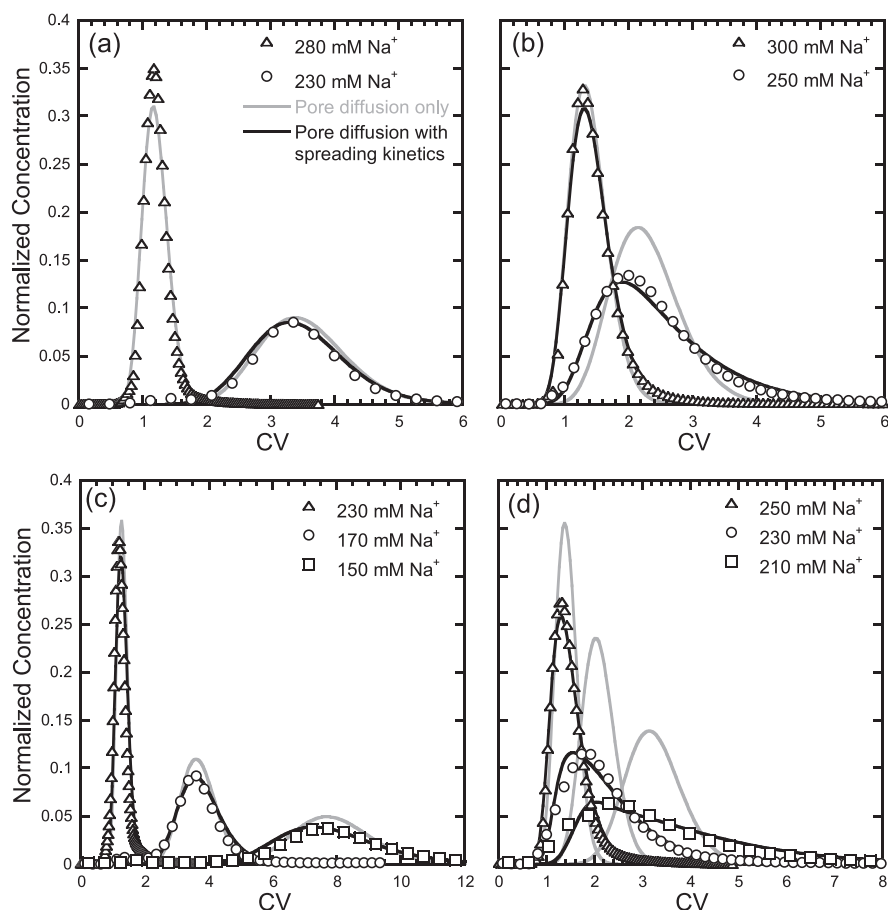 (a)
280 mM Na⁺
230 mM Na⁺
Pore diffusion only
Pore diffusion with
spreading kinetics
Normalized Concentration
0.4
0.35
0.3
0.25
0.2
0.15
0.1
0.05
0
0 1 2 3 4 5 6
CV
(b)
300 mM Na⁺
250 mM Na⁺
0 1 2 3 4 5 6
CV
(c)
230 mM Na⁺
170 mM Na⁺
150 mM Na⁺
Normalized Concentration
0.4
0.35
0.3
0.25
0.2
0.15
0.1
0.05
0
0 2 4 6 8 10 12
CV
(d)
250 mM Na⁺
230 mM Na⁺
210 mM Na⁺
0 1 2 3 4 5 6 7 8
CV